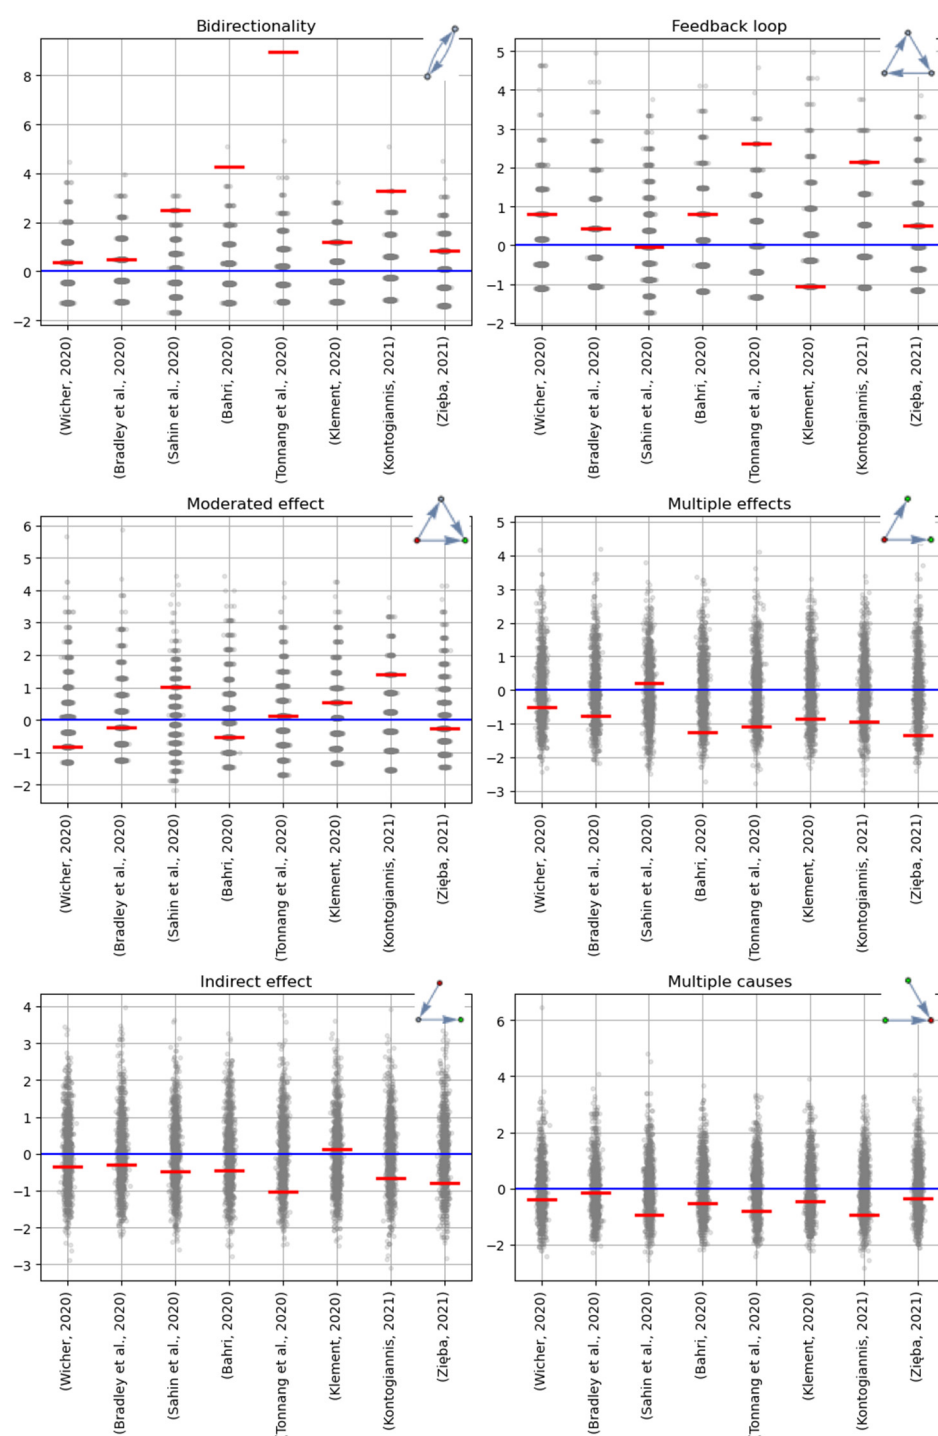 Bidirectionality
8
6
4
2
0
−2
(Wicher, 2020)
(Bradley et al., 2020)
(Sahin et al., 2020)
(Bahri, 2020)
(Tonnang et al., 2020)
(Klement, 2020)
(Kontogiannis, 2021)
(Zięba, 2021)
Feedback loop
5
4
3
2
1
0
−1
−2
(Wicher, 2020)
(Bradley et al., 2020)
(Sahin et al., 2020)
(Bahri, 2020)
(Tonnang et al., 2020)
(Klement, 2020)
(Kontogiannis, 2021)
(Zięba, 2021)
Moderated effect
6
5
4
3
2
1
0
−1
−2
(Wicher, 2020)
(Bradley et al., 2020)
(Sahin et al., 2020)
(Bahri, 2020)
(Tonnang et al., 2020)
(Klement, 2020)
(Kontogiannis, 2021)
(Zięba, 2021)
Multiple effects
5
4
3
2
1
0
−1
−2
−3
(Wicher, 2020)
(Bradley et al., 2020)
(Sahin et al., 2020)
(Bahri, 2020)
(Tonnang et al., 2020)
(Klement, 2020)
(Kontogiannis, 2021)
(Zięba, 2021)
Indirect effect
4
3
2
1
0
−1
−2
−3
(Wicher, 2020)
(Bradley et al., 2020)
(Sahin et al., 2020)
(Bahri, 2020)
(Tonnang et al., 2020)
(Klement, 2020)
(Kontogiannis, 2021)
(Zięba, 2021)
Multiple causes
6
4
2
0
−2
(Wicher, 2020)
(Bradley et al., 2020)
(Sahin et al., 2020)
(Bahri, 2020)
(Tonnang et al., 2020)
(Klement, 2020)
(Kontogiannis, 2021)
(Zięba, 2021)